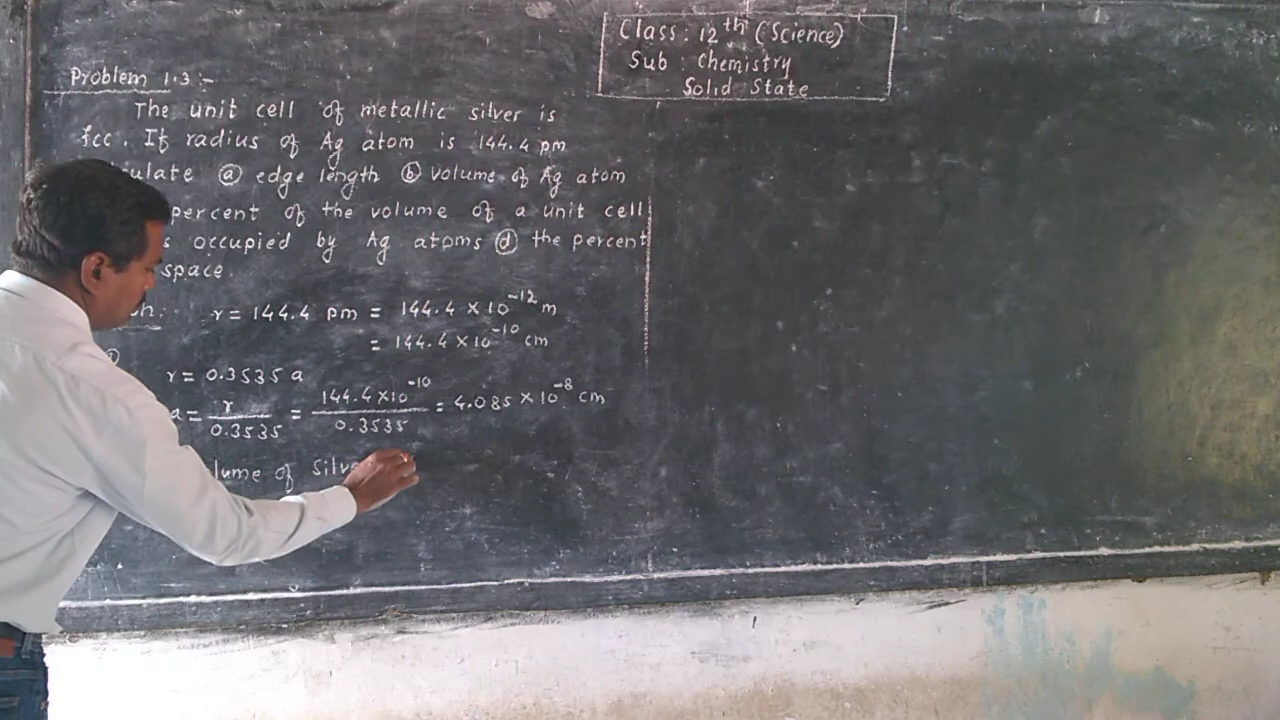 Class: 12th (Science)
Sub : Chemistry
Solid State
Problem 1.3 :-
The unit cell of metallic silver is
fcc. If radius of Ag atom is 144.4 pm
ulate ⓐ edge length ⓑ volume of Ag atom
percent of the volume of a unit cell
s occupied by Ag atoms ⓓ the percent
space.
n:- r = 144.4 pm = 144.4 × 10⁻¹² m
= 144.4 × 10⁻¹⁰ cm
r = 0.3535 a
a = r / 0.3535 = 144.4 × 10⁻¹⁰ / 0.3535 = 4.085 × 10⁻⁸ cm
lume of Silve